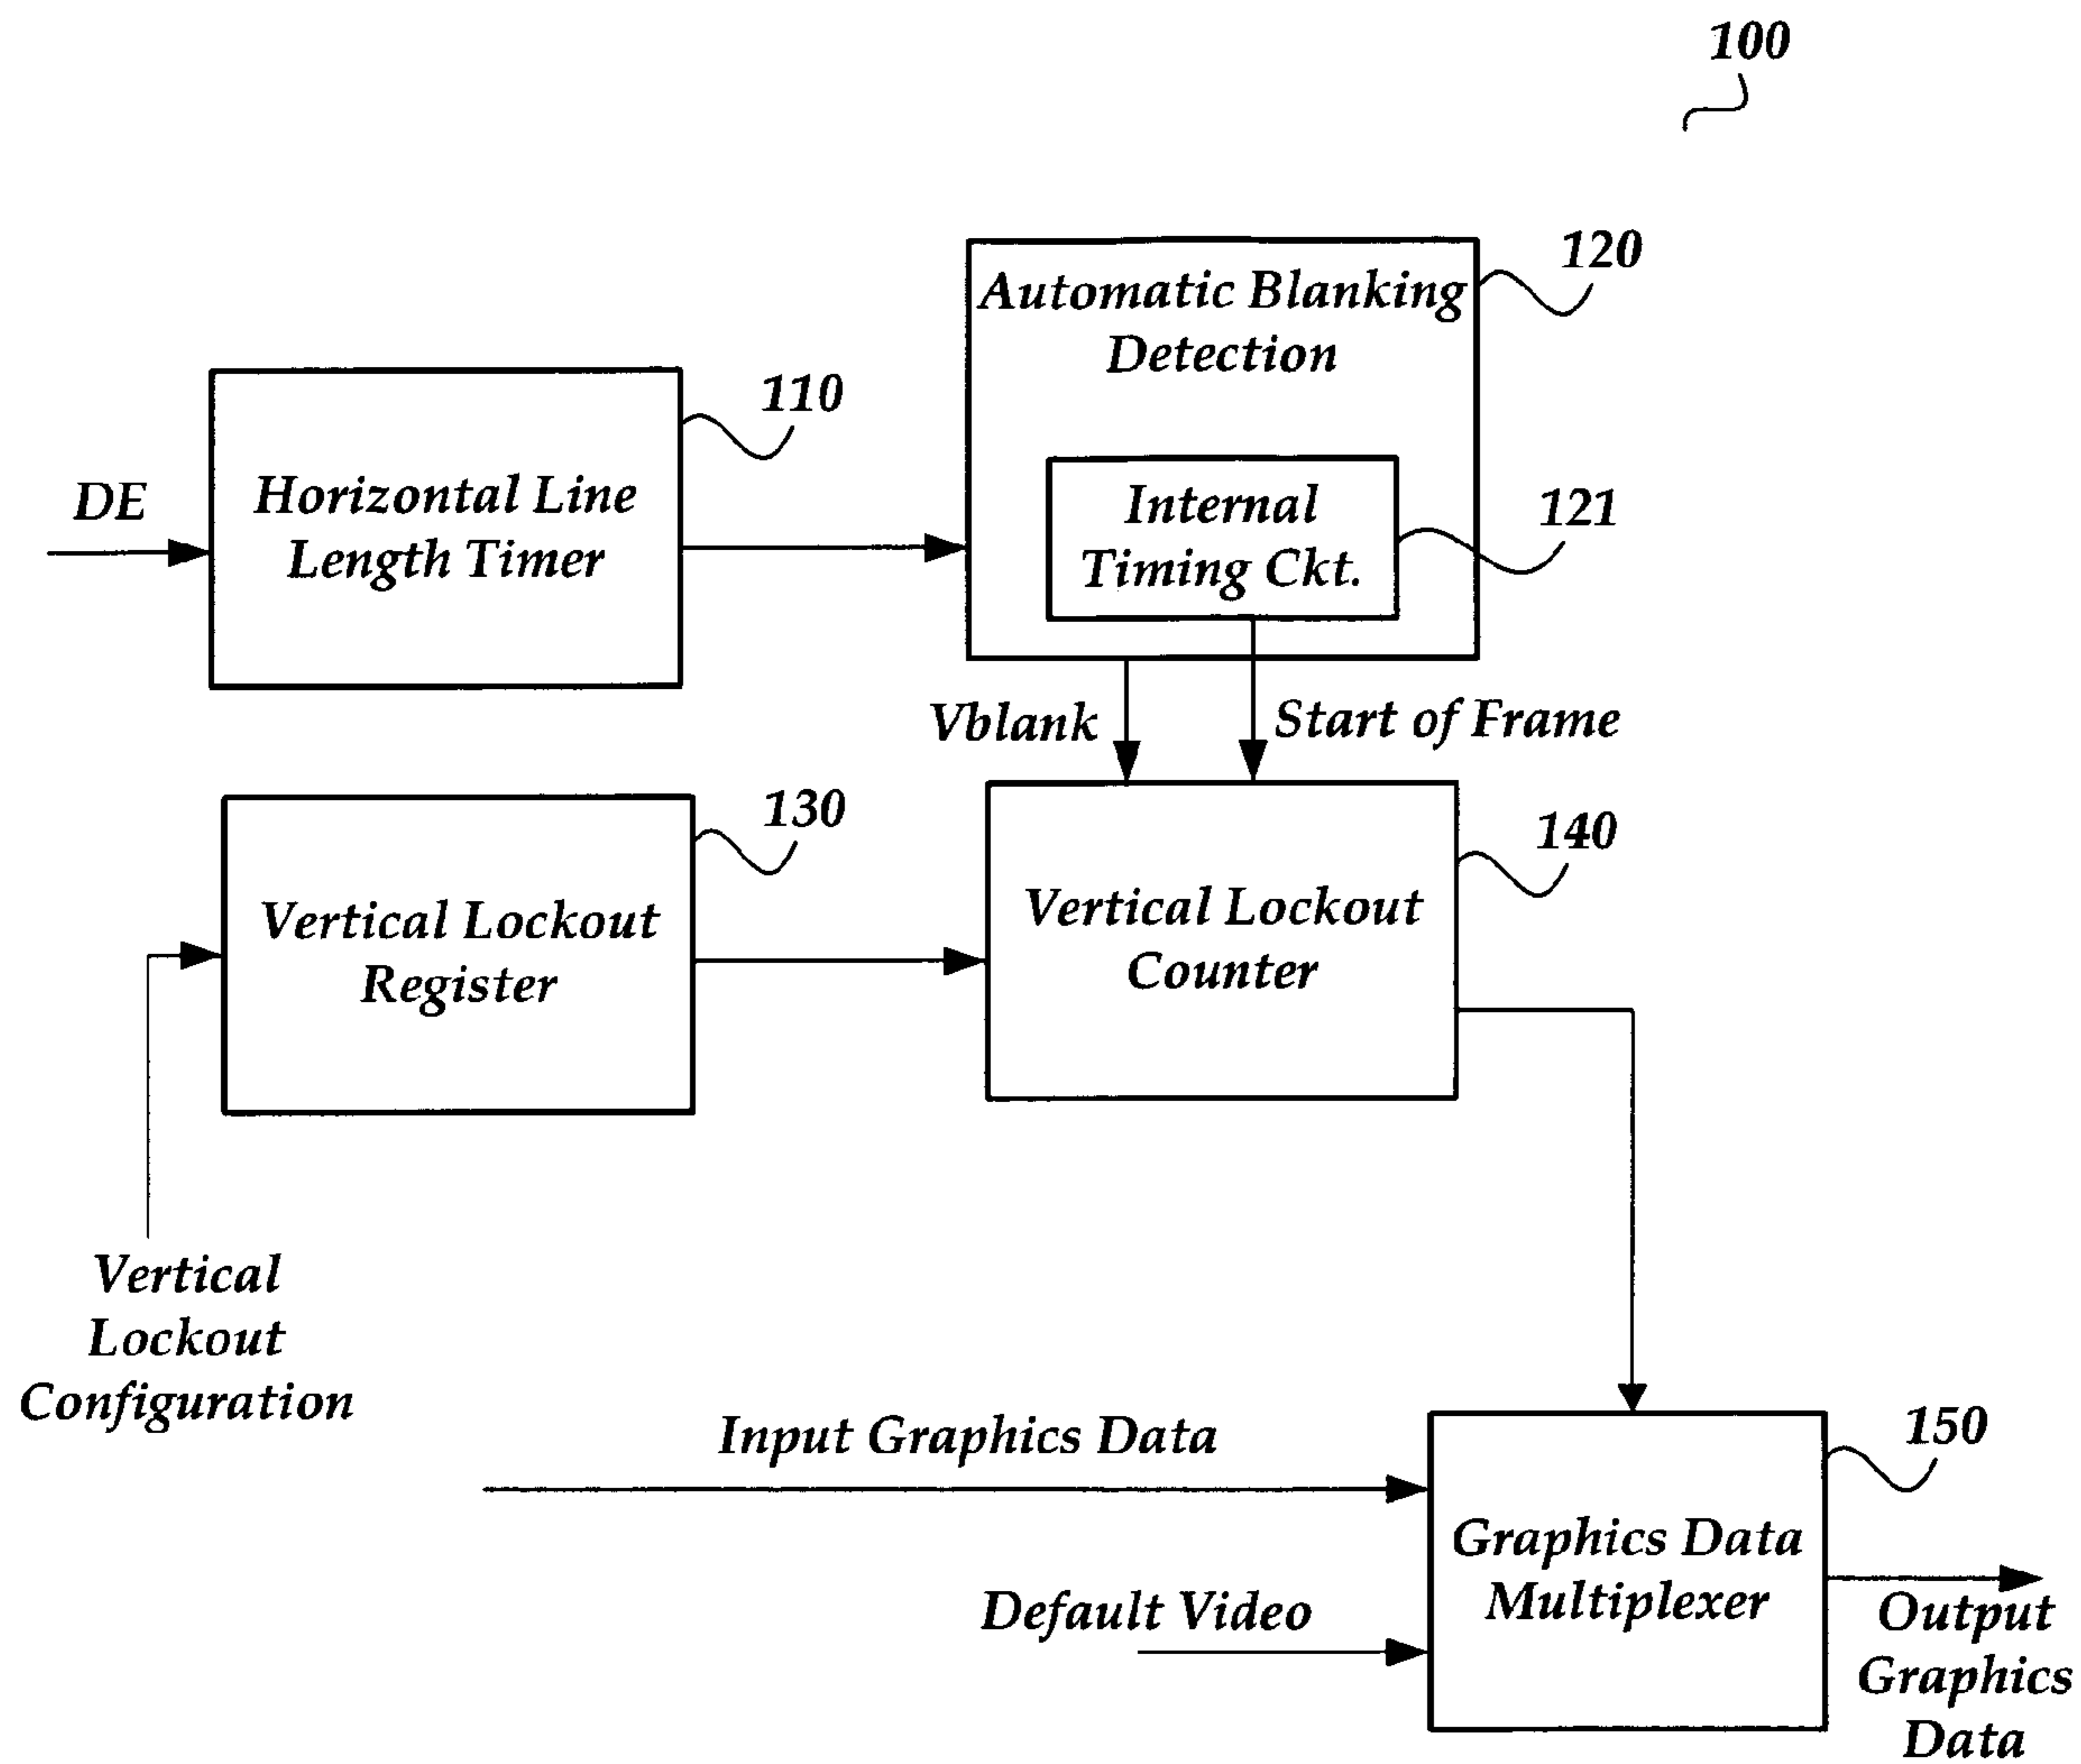 100
120
Automatic Blanking
Detection
110
DE
Horizontal Line
Length Timer
Internal
Timing Ckt.
121
Vblank
Start of Frame
130
140
Vertical Lockout
Register
Vertical Lockout
Counter
Vertical
Lockout
Configuration
Input Graphics Data
150
Graphics Data
Multiplexer
Default Video
Output
Graphics
Data